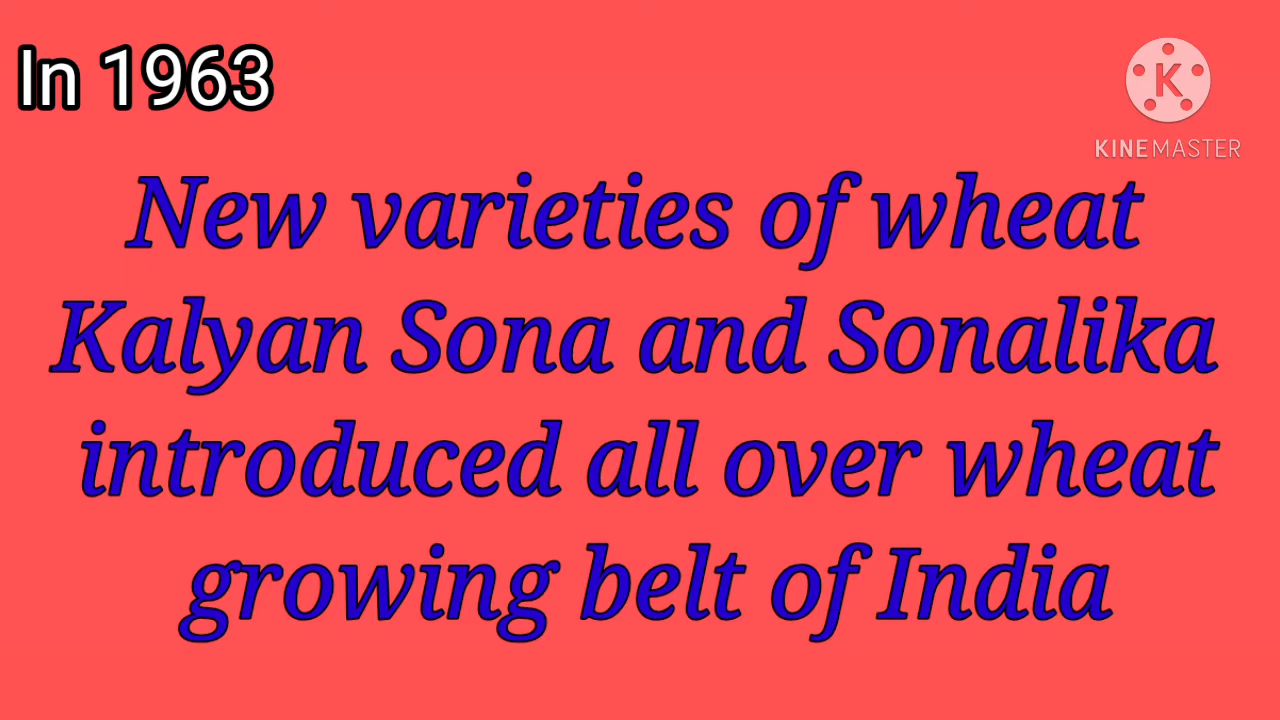 In 1963
K
KINEMASTER
New varieties of wheat
Kalyan Sona and Sonalika
introduced all over wheat
growing belt of India